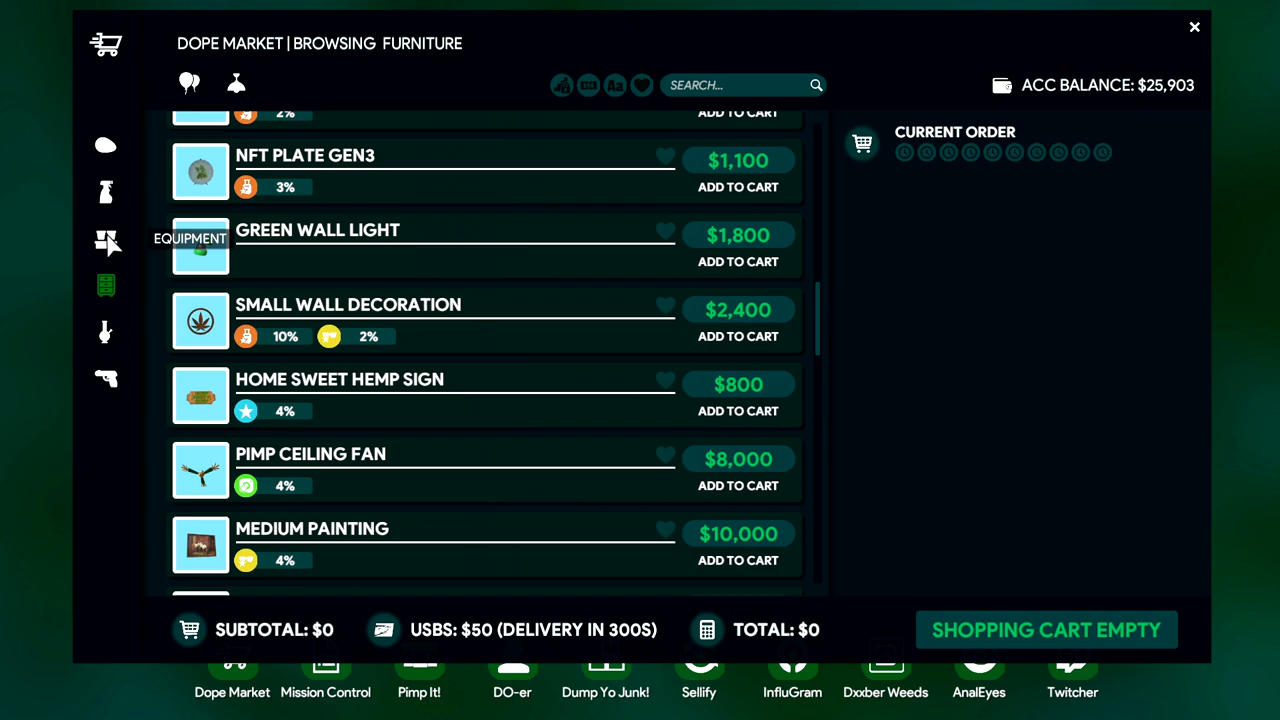 DOPE MARKET | BROWSING FURNITURE
Aa
SEARCH...
ACC BALANCE: $25,903
2%
ADD TO CART
CURRENT ORDER
NFT PLATE GEN3
$1,100
3%
ADD TO CART
EQUIPMENT
GREEN WALL LIGHT
$1,800
ADD TO CART
SMALL WALL DECORATION
$2,400
10%
2%
ADD TO CART
HOME SWEET HEMP SIGN
$800
4%
ADD TO CART
PIMP CEILING FAN
$8,000
4%
ADD TO CART
MEDIUM PAINTING
$10,000
4%
ADD TO CART
SUBTOTAL: $0
USBS: $50 (DELIVERY IN 300S)
TOTAL: $0
SHOPPING CART EMPTY
Dope Market
Mission Control
Pimp It!
DO-er
Dump Yo Junk!
Sellify
InfluGram
Dxxber Weeds
AnalEyes
Twitcher